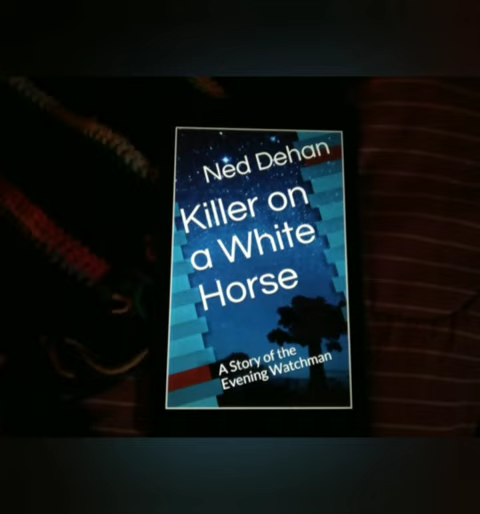 Ned Dehan
Killer on
a White
Horse
A Story of the
Evening Watchman